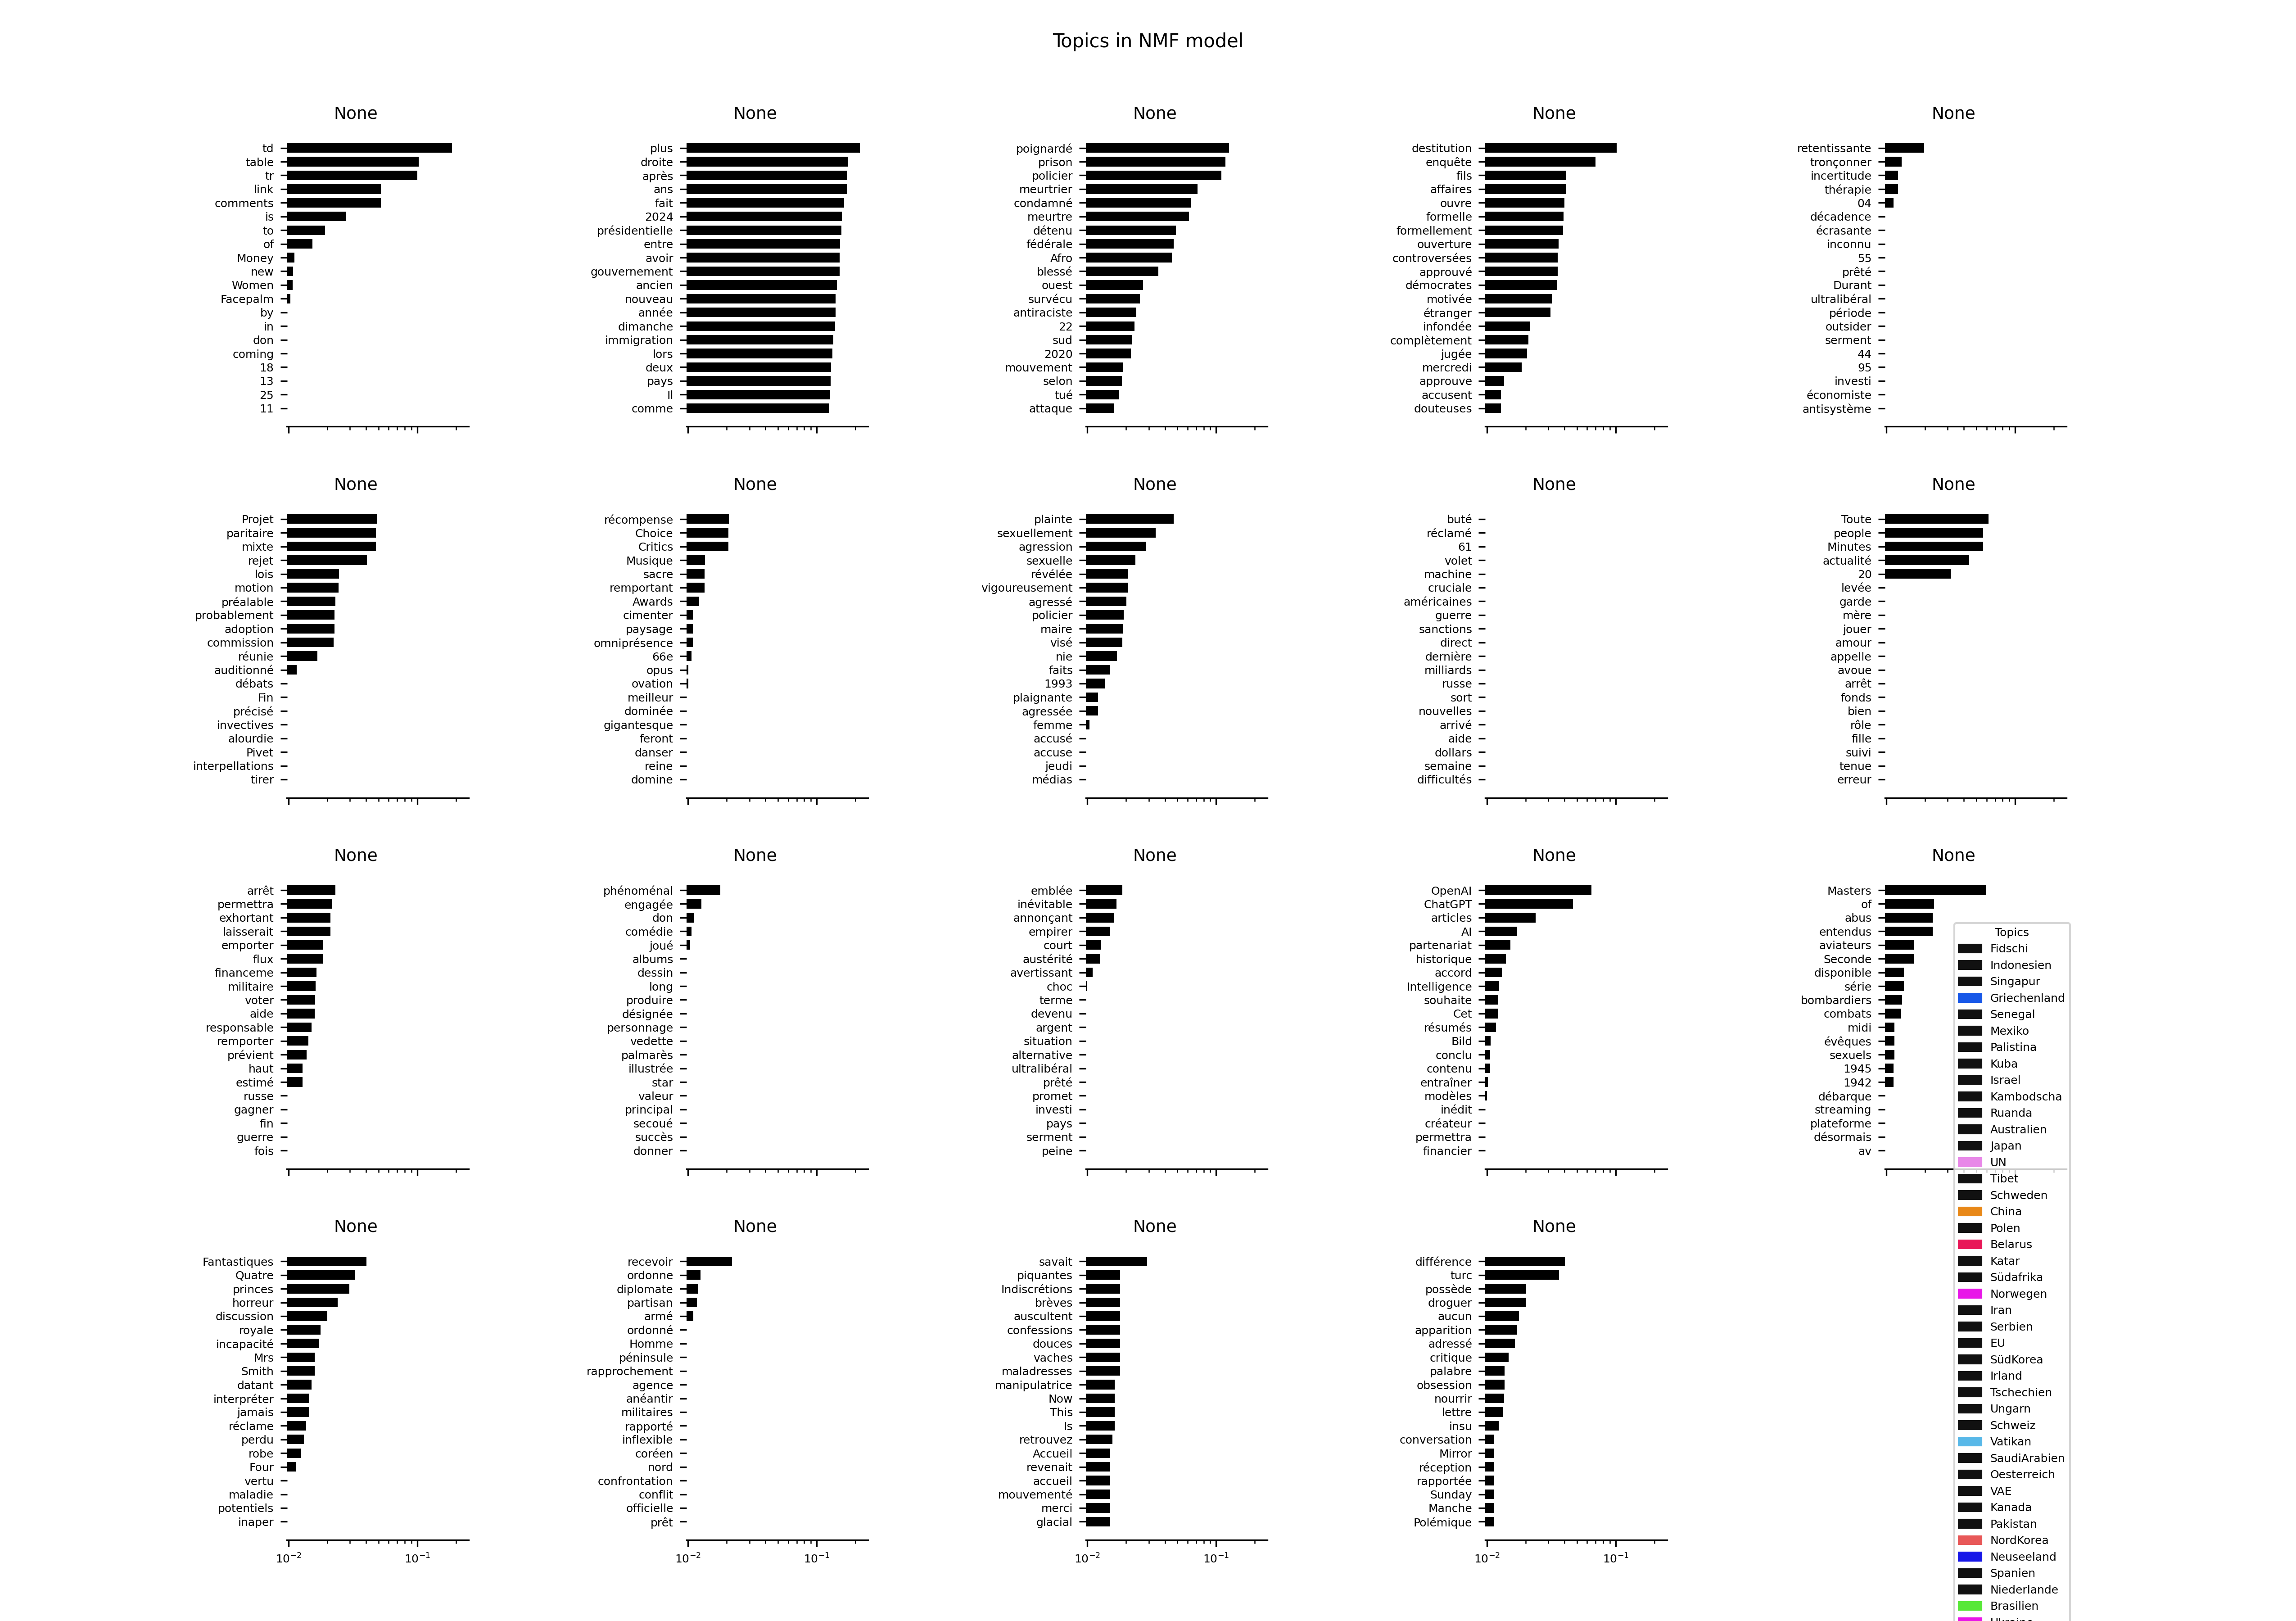 Topics in NMF model
None
td
table
tr
link
comments
is
to
of
Money
new
Women
Facepalm
by
in
don
coming
18
13
25
11
None
plus
droite
après
ans
fait
2024
présidentielle
entre
avoir
gouvernement
ancien
nouveau
année
dimanche
immigration
lors
deux
pays
Il
comme
None
poignardé
prison
policier
meurtrier
condamné
meurtre
détenu
fédérale
Afro
blessé
ouest
survécu
antiraciste
22
sud
2020
mouvement
selon
tué
attaque
None
destitution
enquête
fils
affaires
ouvre
formelle
formellement
ouverture
controversées
approuvé
démocrates
motivée
étranger
infondée
complètement
jugée
mercredi
approuve
accusent
douteuses
None
retentissante
tronçonner
incertitude
thérapie
04
décadence
écrasante
inconnu
55
prêté
Durant
ultralibéral
période
outsider
serment
44
95
investi
économiste
antisystème
None
Projet
paritaire
mixte
rejet
lois
motion
préalable
probablement
adoption
commission
réunie
auditionné
débats
Fin
précisé
invectives
alourdie
Pivet
interpellations
tirer
None
récompense
Choice
Critics
Musique
sacre
remportant
Awards
cimenter
paysage
omniprésence
66e
opus
ovation
meilleur
dominée
gigantesque
feront
danser
reine
domine
None
plainte
sexuellement
agression
sexuelle
révélée
vigoureusement
agressé
policier
maire
visé
nie
faits
1993
plaignante
agressée
femme
accusé
accuse
jeudi
médias
None
buté
réclamé
61
volet
machine
cruciale
américaines
guerre
sanctions
direct
dernière
milliards
russe
sort
nouvelles
arrivé
aide
dollars
semaine
difficultés
None
Toute
people
Minutes
actualité
20
levée
garde
mère
jouer
amour
appelle
avoue
arrêt
fonds
bien
rôle
fille
suivi
tenue
erreur
None
arrêt
permettra
exhortant
laisserait
emporter
flux
financeme
militaire
voter
aide
responsable
remporter
prévient
haut
estimé
russe
gagner
fin
guerre
fois
None
phénoménal
engagée
don
comédie
joué
albums
dessin
long
produire
désignée
personnage
vedette
palmarès
illustrée
star
valeur
principal
secoué
succès
donner
None
emblée
inévitable
annonçant
empirer
court
austérité
avertissant
choc
terme
devenu
argent
situation
alternative
ultralibéral
prêté
promet
investi
pays
serment
peine
None
OpenAI
ChatGPT
articles
AI
partenariat
historique
accord
Intelligence
souhaite
Cet
résumés
Bild
conclu
contenu
entraîner
modèles
inédit
créateur
permettra
financier
None
Masters
of
abus
entendus
aviateurs
Seconde
disponible
série
bombardiers
combats
midi
évêques
sexuels
1945
1942
débarque
streaming
plateforme
désormais
av
None
Fantastiques
Quatre
princes
horreur
discussion
royale
incapacité
Mrs
Smith
datant
interpréter
jamais
réclame
perdu
robe
Four
vertu
maladie
potentiels
inaper
10⁻² 10⁻¹
None
recevoir
ordonne
diplomate
partisan
armé
ordonné
Homme
péninsule
rapprochement
agence
anéantir
militaires
rapporté
inflexible
coréen
nord
confrontation
conflit
officielle
prêt
10⁻² 10⁻¹
None
savait
piquantes
Indiscrétions
brèves
auscultent
confessions
douces
vaches
maladresses
manipulatrice
Now
This
Is
retrouvez
Accueil
revenait
accueil
mouvementé
merci
glacial
10⁻² 10⁻¹
None
différence
turc
possède
droguer
aucun
apparition
adressé
critique
palabre
obsession
nourrir
lettre
insu
conversation
Mirror
réception
rapportée
Sunday
Manche
Polémique
10⁻² 10⁻¹
Topics
Fidschi
Indonesien
Singapur
Griechenland
Senegal
Mexiko
Palistina
Kuba
Israel
Kambodscha
Ruanda
Australien
Japan
UN
Tibet
Schweden
China
Polen
Belarus
Katar
Südafrika
Norwegen
Iran
Serbien
EU
SüdKorea
Irland
Tschechien
Ungarn
Schweiz
Vatikan
SaudiArabien
Oesterreich
VAE
Kanada
Pakistan
NordKorea
Neuseeland
Spanien
Niederlande
Brasilien